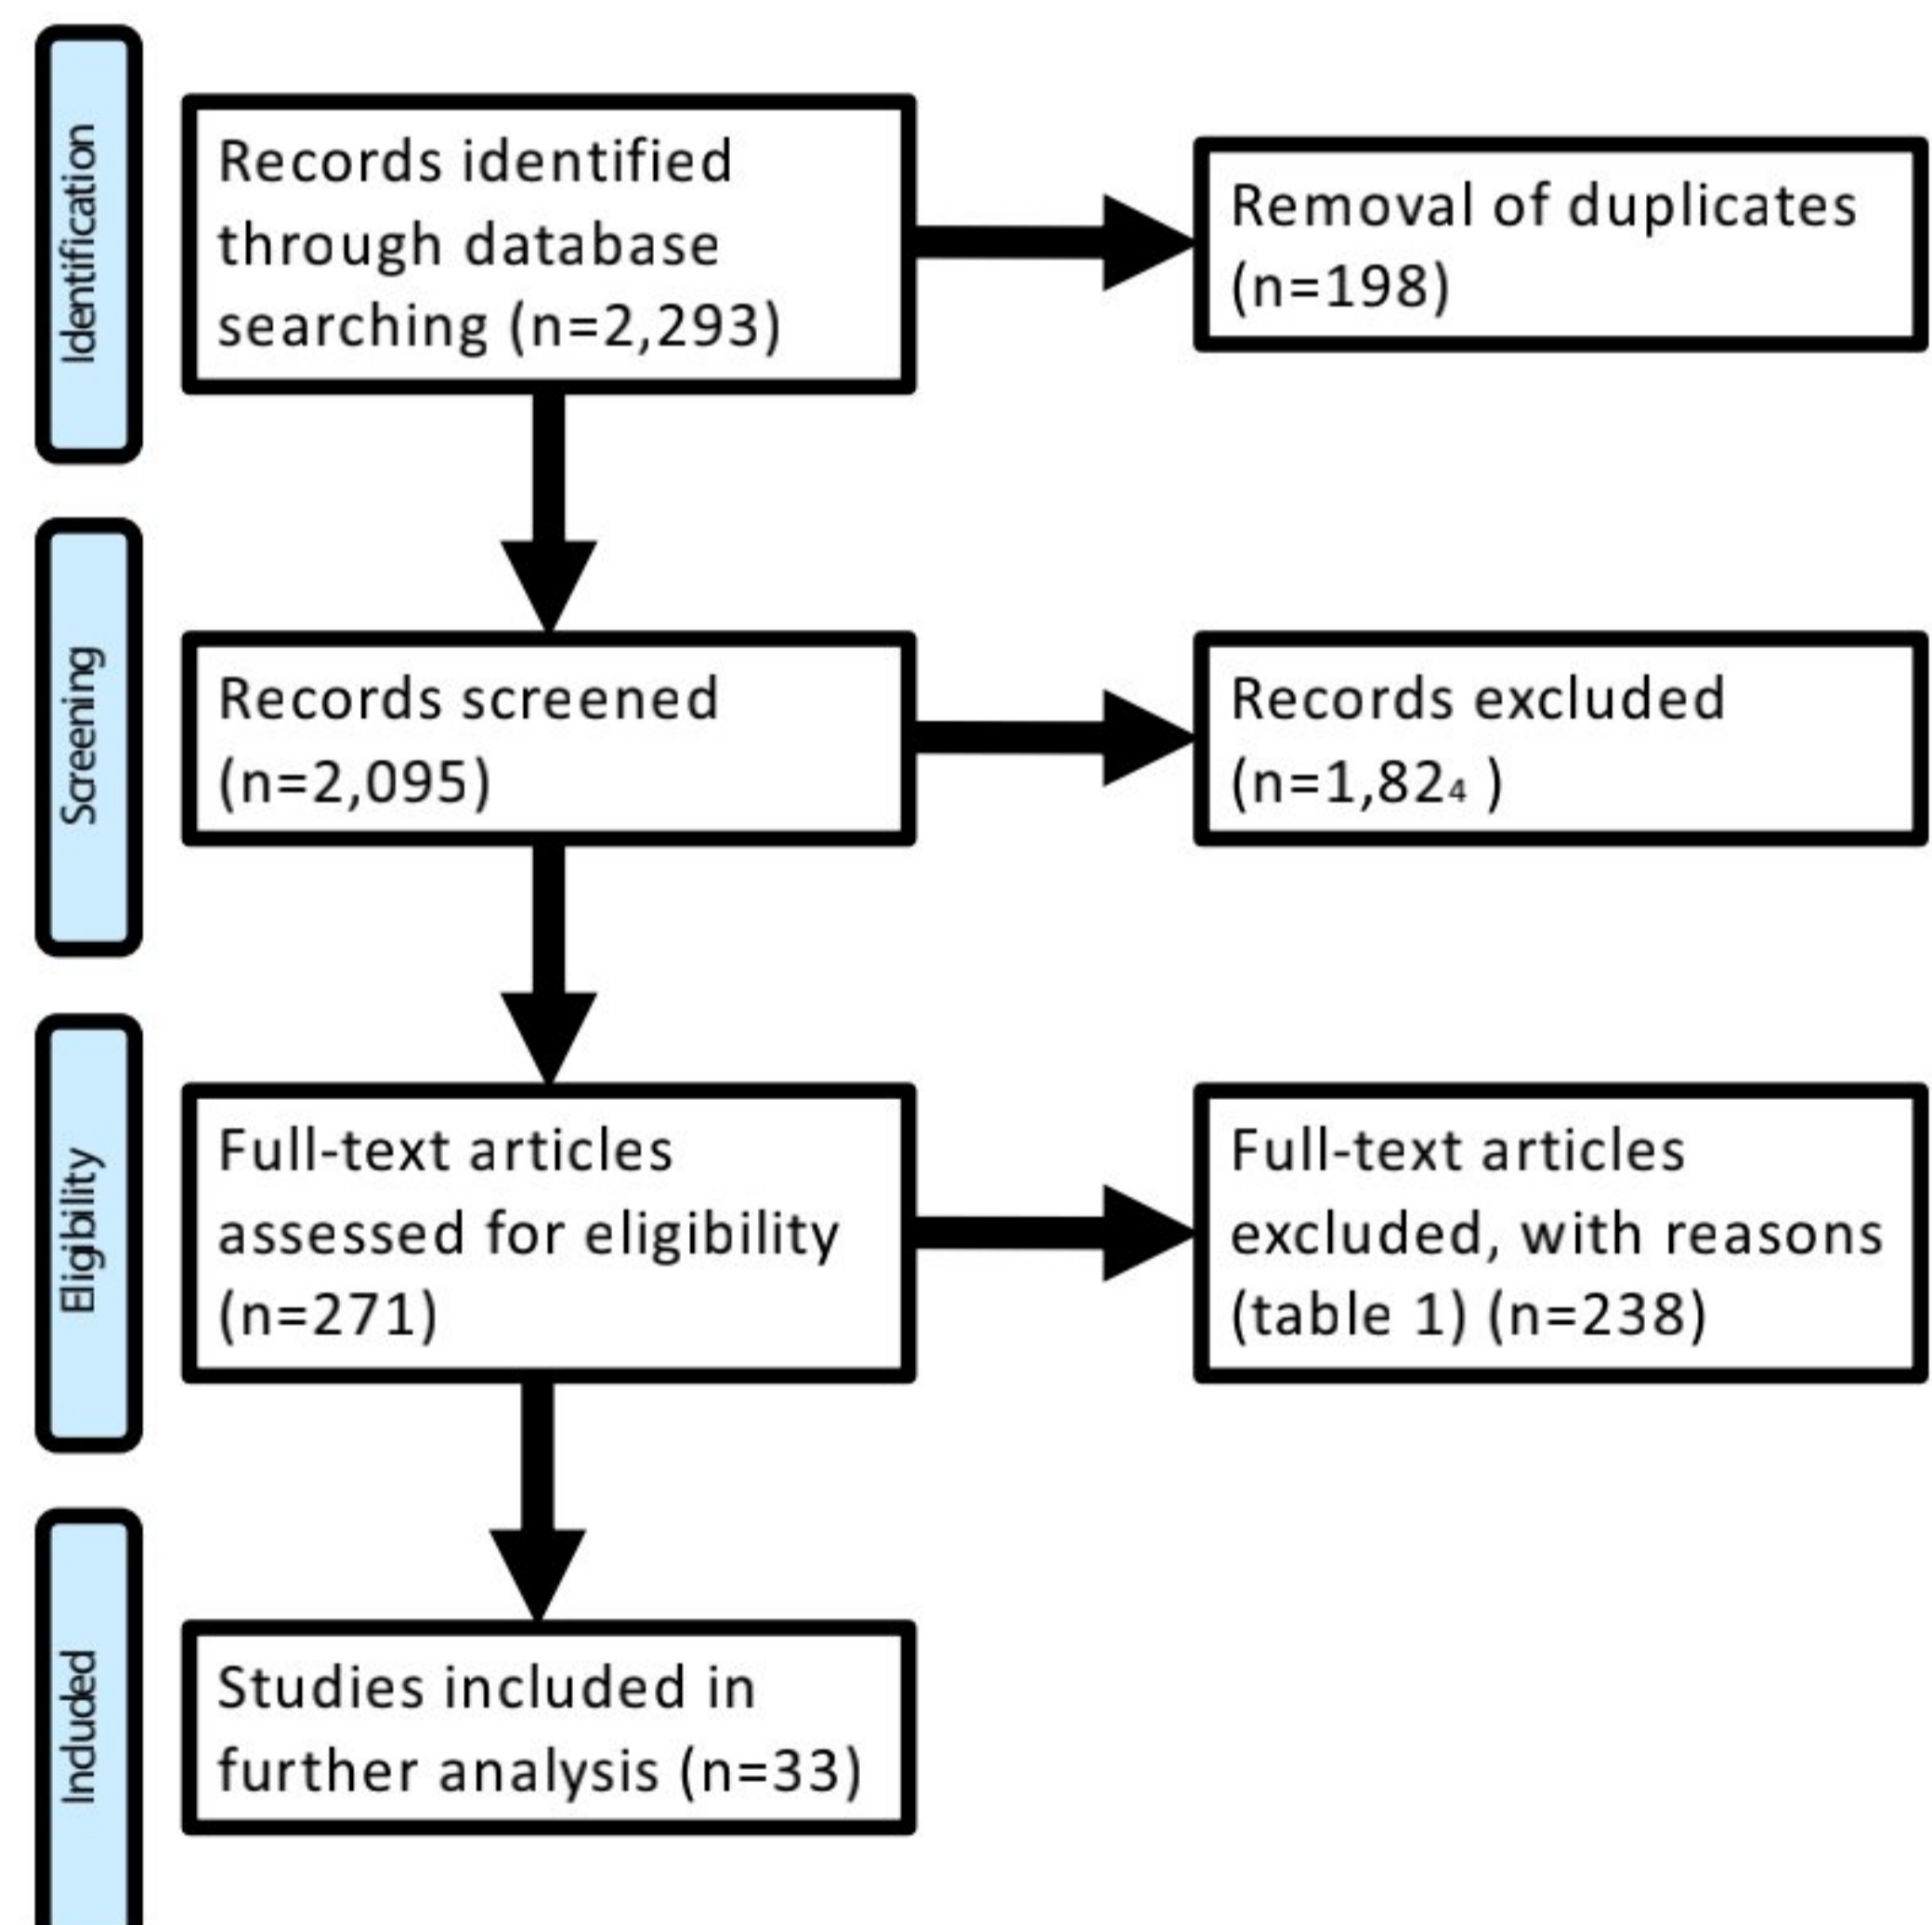 Identification
Records identified
through database
searching (n=2,293)
Removal of duplicates
(n=198)
Screening
Records screened
(n=2,095)
Records excluded
(n=1,824 )
Eligibility
Full-text articles
assessed for eligibility
(n=271)
Full-text articles
excluded, with reasons
(table 1) (n=238)
Included
Studies included in
further analysis (n=33)